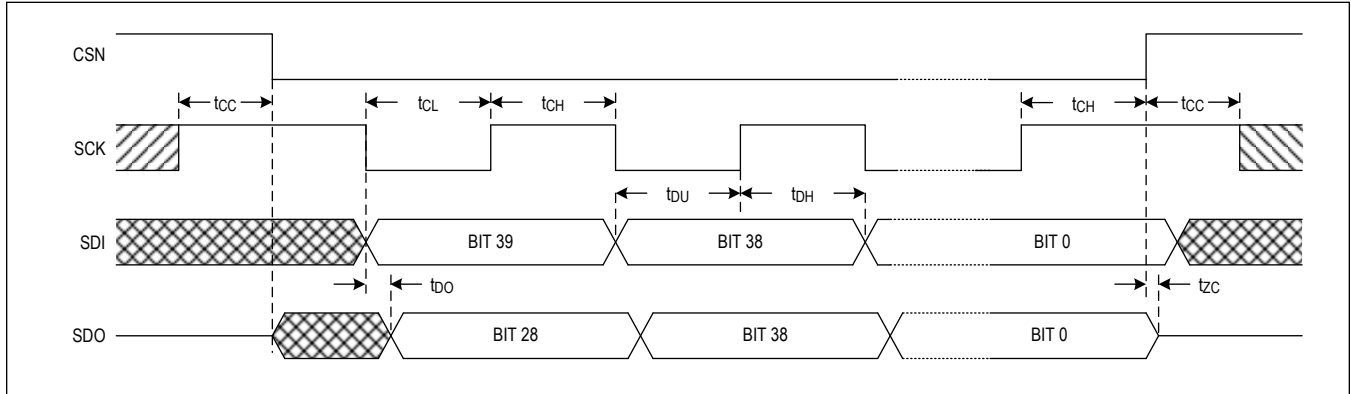 CSN
tCC tCL tCH tCH tCC
SCK
tDU tDH
SDI BIT 39 BIT 38 BIT 0
tDO tZC
SDO BIT 28 BIT 38 BIT 0